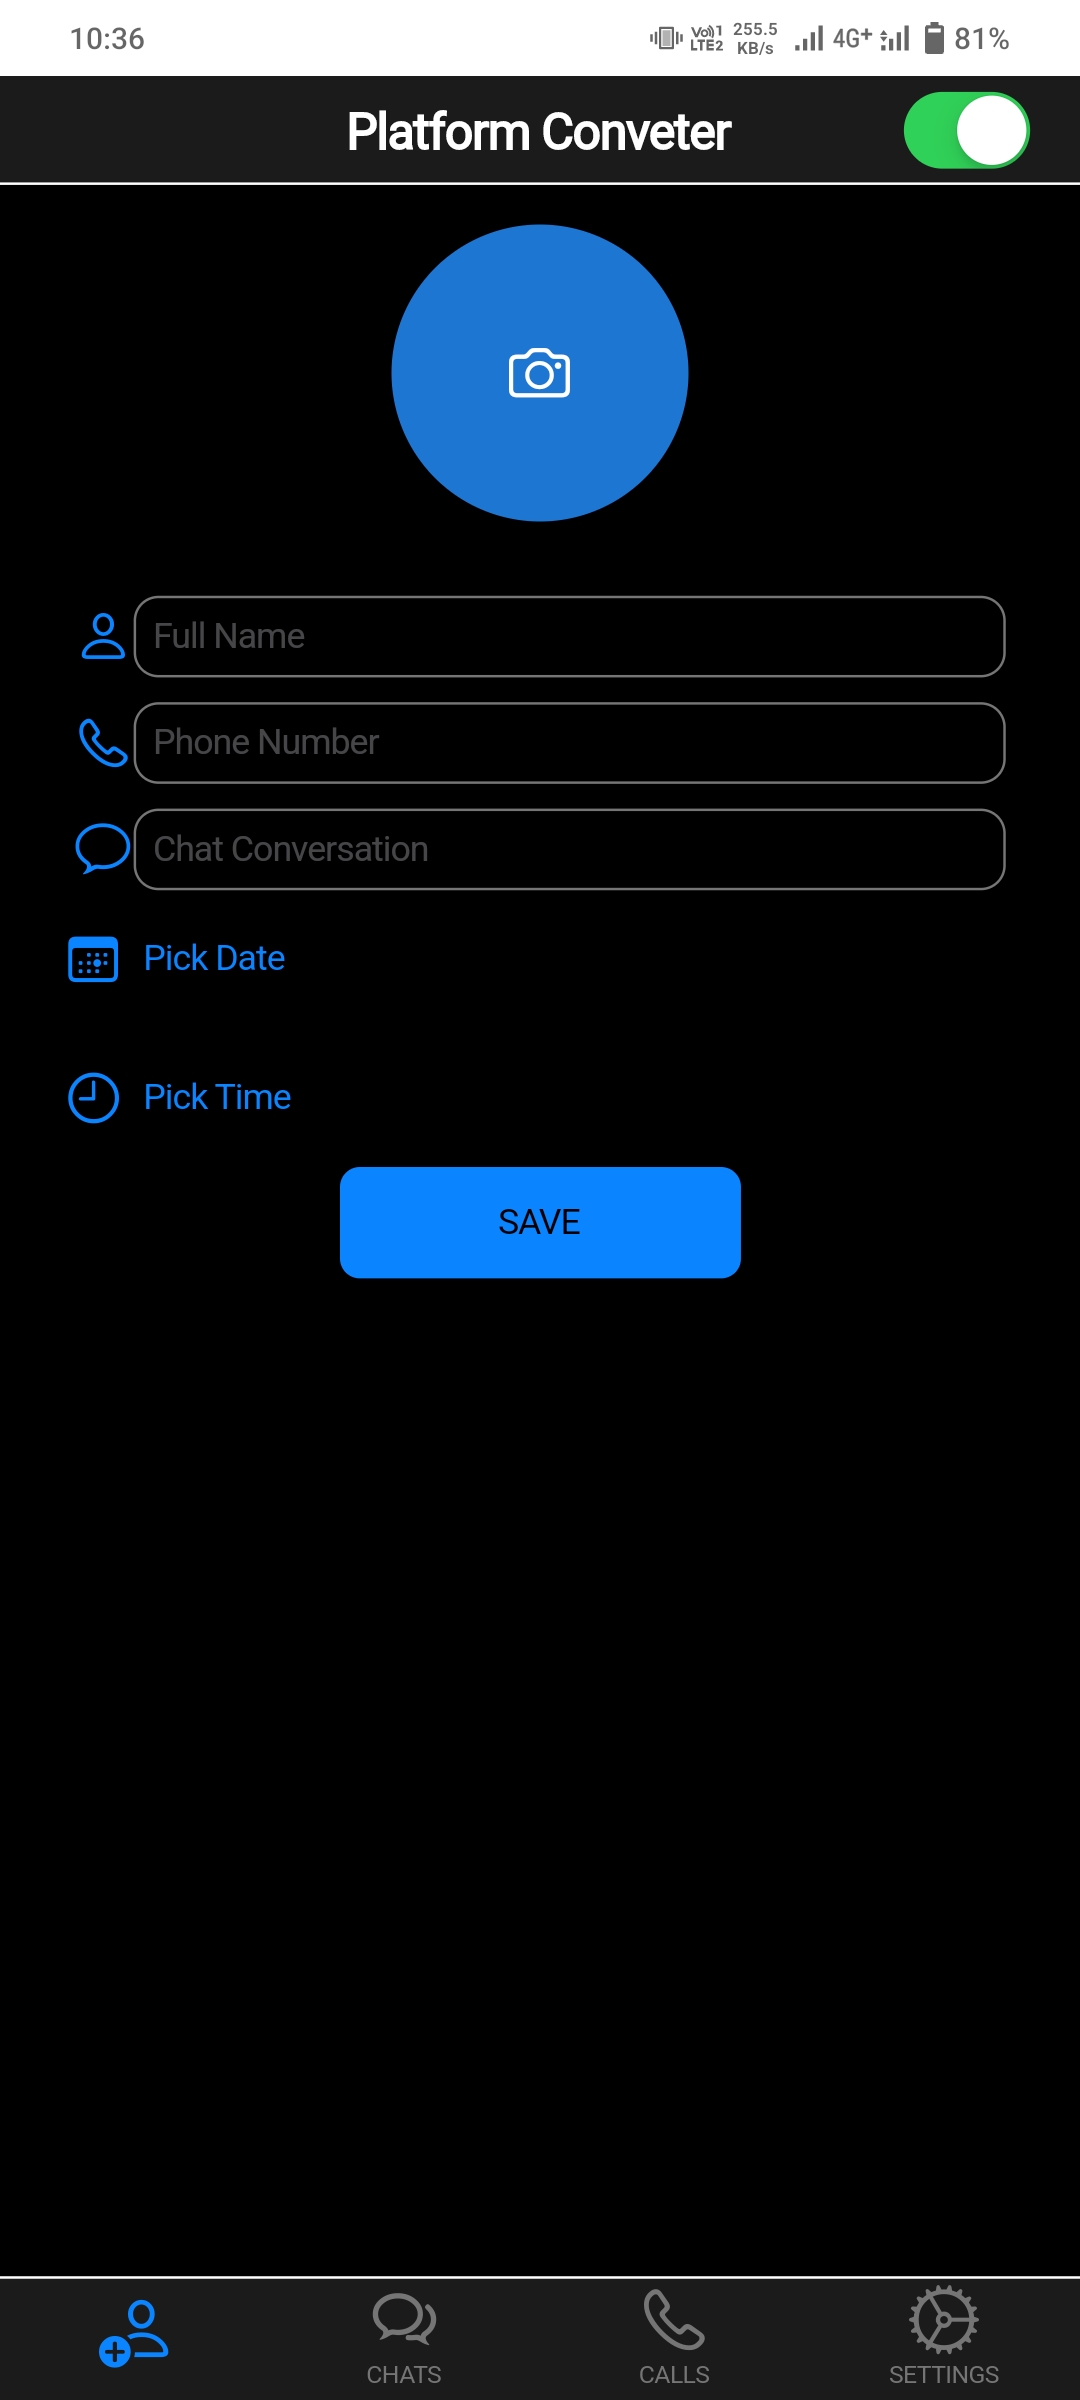 10:36
Vo))1 LTE2 255.5 KB/s 4G+ 81%
Platform Conveter
Full Name
Phone Number
Chat Conversation
Pick Date
Pick Time
SAVE
CHATS CALLS SETTINGS